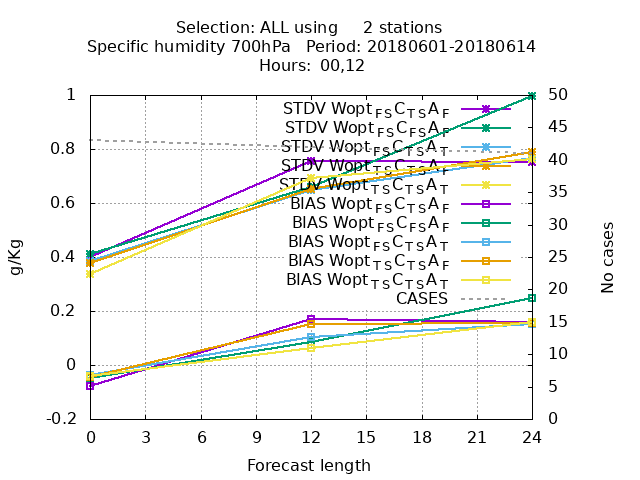 Selection: ALL using     2 stations
Specific humidity 700hPa   Period: 20180601-20180614
Hours: 00,12
g/Kg
1
0.8
0.6
0.4
0.2
0
-0.2
STDV Wopt FS C TS A F
STDV Wopt FS C FS A F
STDV Wopt FS C TS A T
STDV Wopt TS C TS A F
STDV Wopt TS C TS A T
BIAS Wopt FS C TS A F
BIAS Wopt FS C FS A F
BIAS Wopt FS C TS A T
BIAS Wopt TS C TS A F
BIAS Wopt TS C TS A T
CASES
50
45
40
35
30
25
20
15
10
5
0
No cases
0 3 6 9 12 15 18 21 24
Forecast length